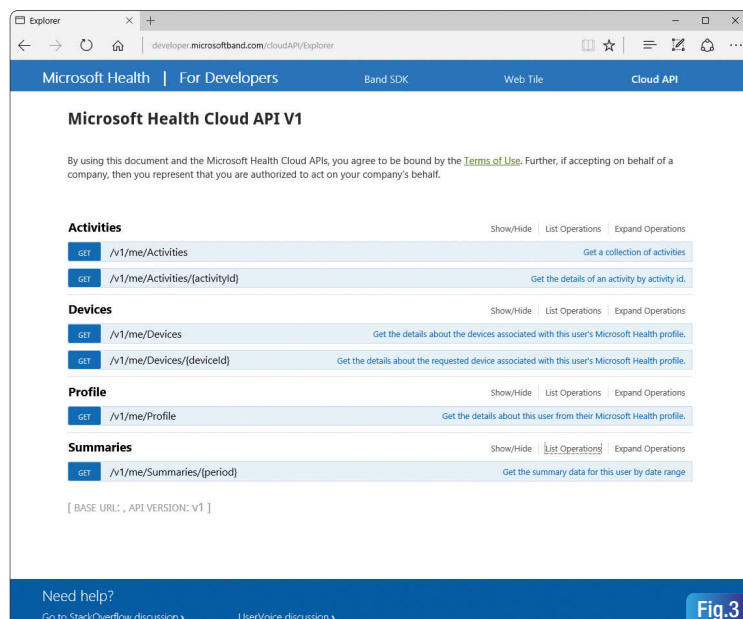 Explorer
developer.microsoftband.com/cloudAPI/Explorer
Microsoft Health | For Developers Band SDK Web Tile Cloud API
Microsoft Health Cloud API V1
By using this document and the Microsoft Health Cloud APIs, you agree to be bound by the Terms of Use. Further, if accepting on behalf of a
company, then you represent that you are authorized to act on your company's behalf.
Activities Show/Hide List Operations Expand Operations
GET /v1/me/Activities Get a collection of activities
GET /v1/me/Activities/{activityId} Get the details of an activity by activity id.
Devices Show/Hide List Operations Expand Operations
GET /v1/me/Devices Get the details about the devices associated with this user's Microsoft Health profile.
GET /v1/me/Devices/{deviceId} Get the details about the requested device associated with this user's Microsoft Health profile.
Profile Show/Hide List Operations Expand Operations
GET /v1/me/Profile Get the details about this user from their Microsoft Health profile.
Summaries Show/Hide List Operations Expand Operations
GET /v1/me/Summaries/{period} Get the summary data for this user by date range
[ BASE URL: , API VERSION: V1 ]
Need help?
Go to StackOverflow discussion › UserVoice discussion ›
Fig.3